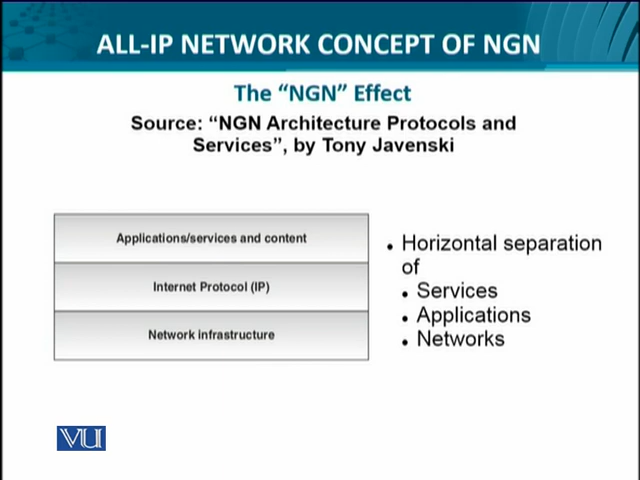 ALL-IP NETWORK CONCEPT OF NGN
The “NGN” Effect
Source: “NGN Architecture Protocols and
Services”, by Tony Javenski
Applications/services and content
Internet Protocol (IP)
Network infrastructure
• Horizontal separation
of
• Services
• Applications
• Networks
VU